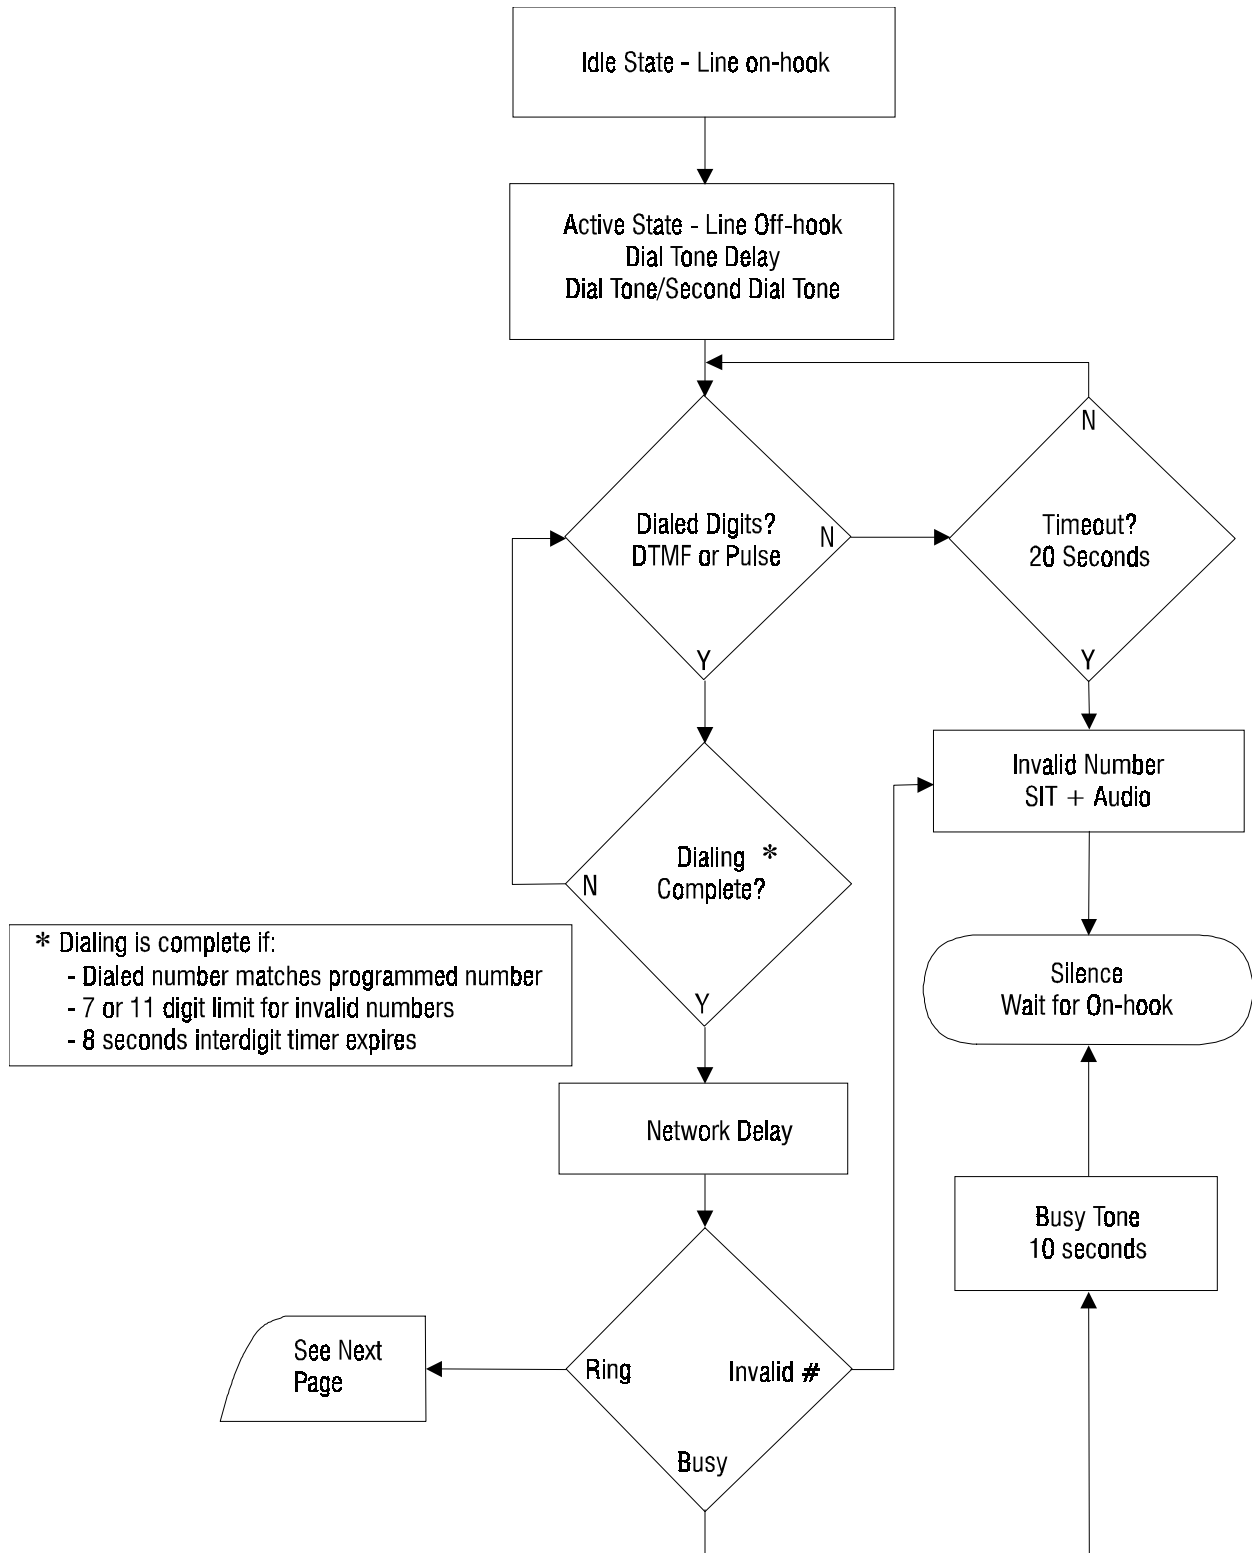 Idle State - Line on-hook
Active State - Line Off-hook
Dial Tone Delay
Dial Tone/Second Dial Tone
Dialed Digits?
DTMF or Pulse
N
Y
Timeout?
20 Seconds
N
Y
Invalid Number
SIT + Audio
Dialing *
Complete?
N
Y
* Dialing is complete if:
- Dialed number matches programmed number
- 7 or 11 digit limit for invalid numbers
- 8 seconds interdigit timer expires
Silence
Wait for On-hook
Network Delay
Busy Tone
10 seconds
See Next
Page
Ring
Invalid #
Busy